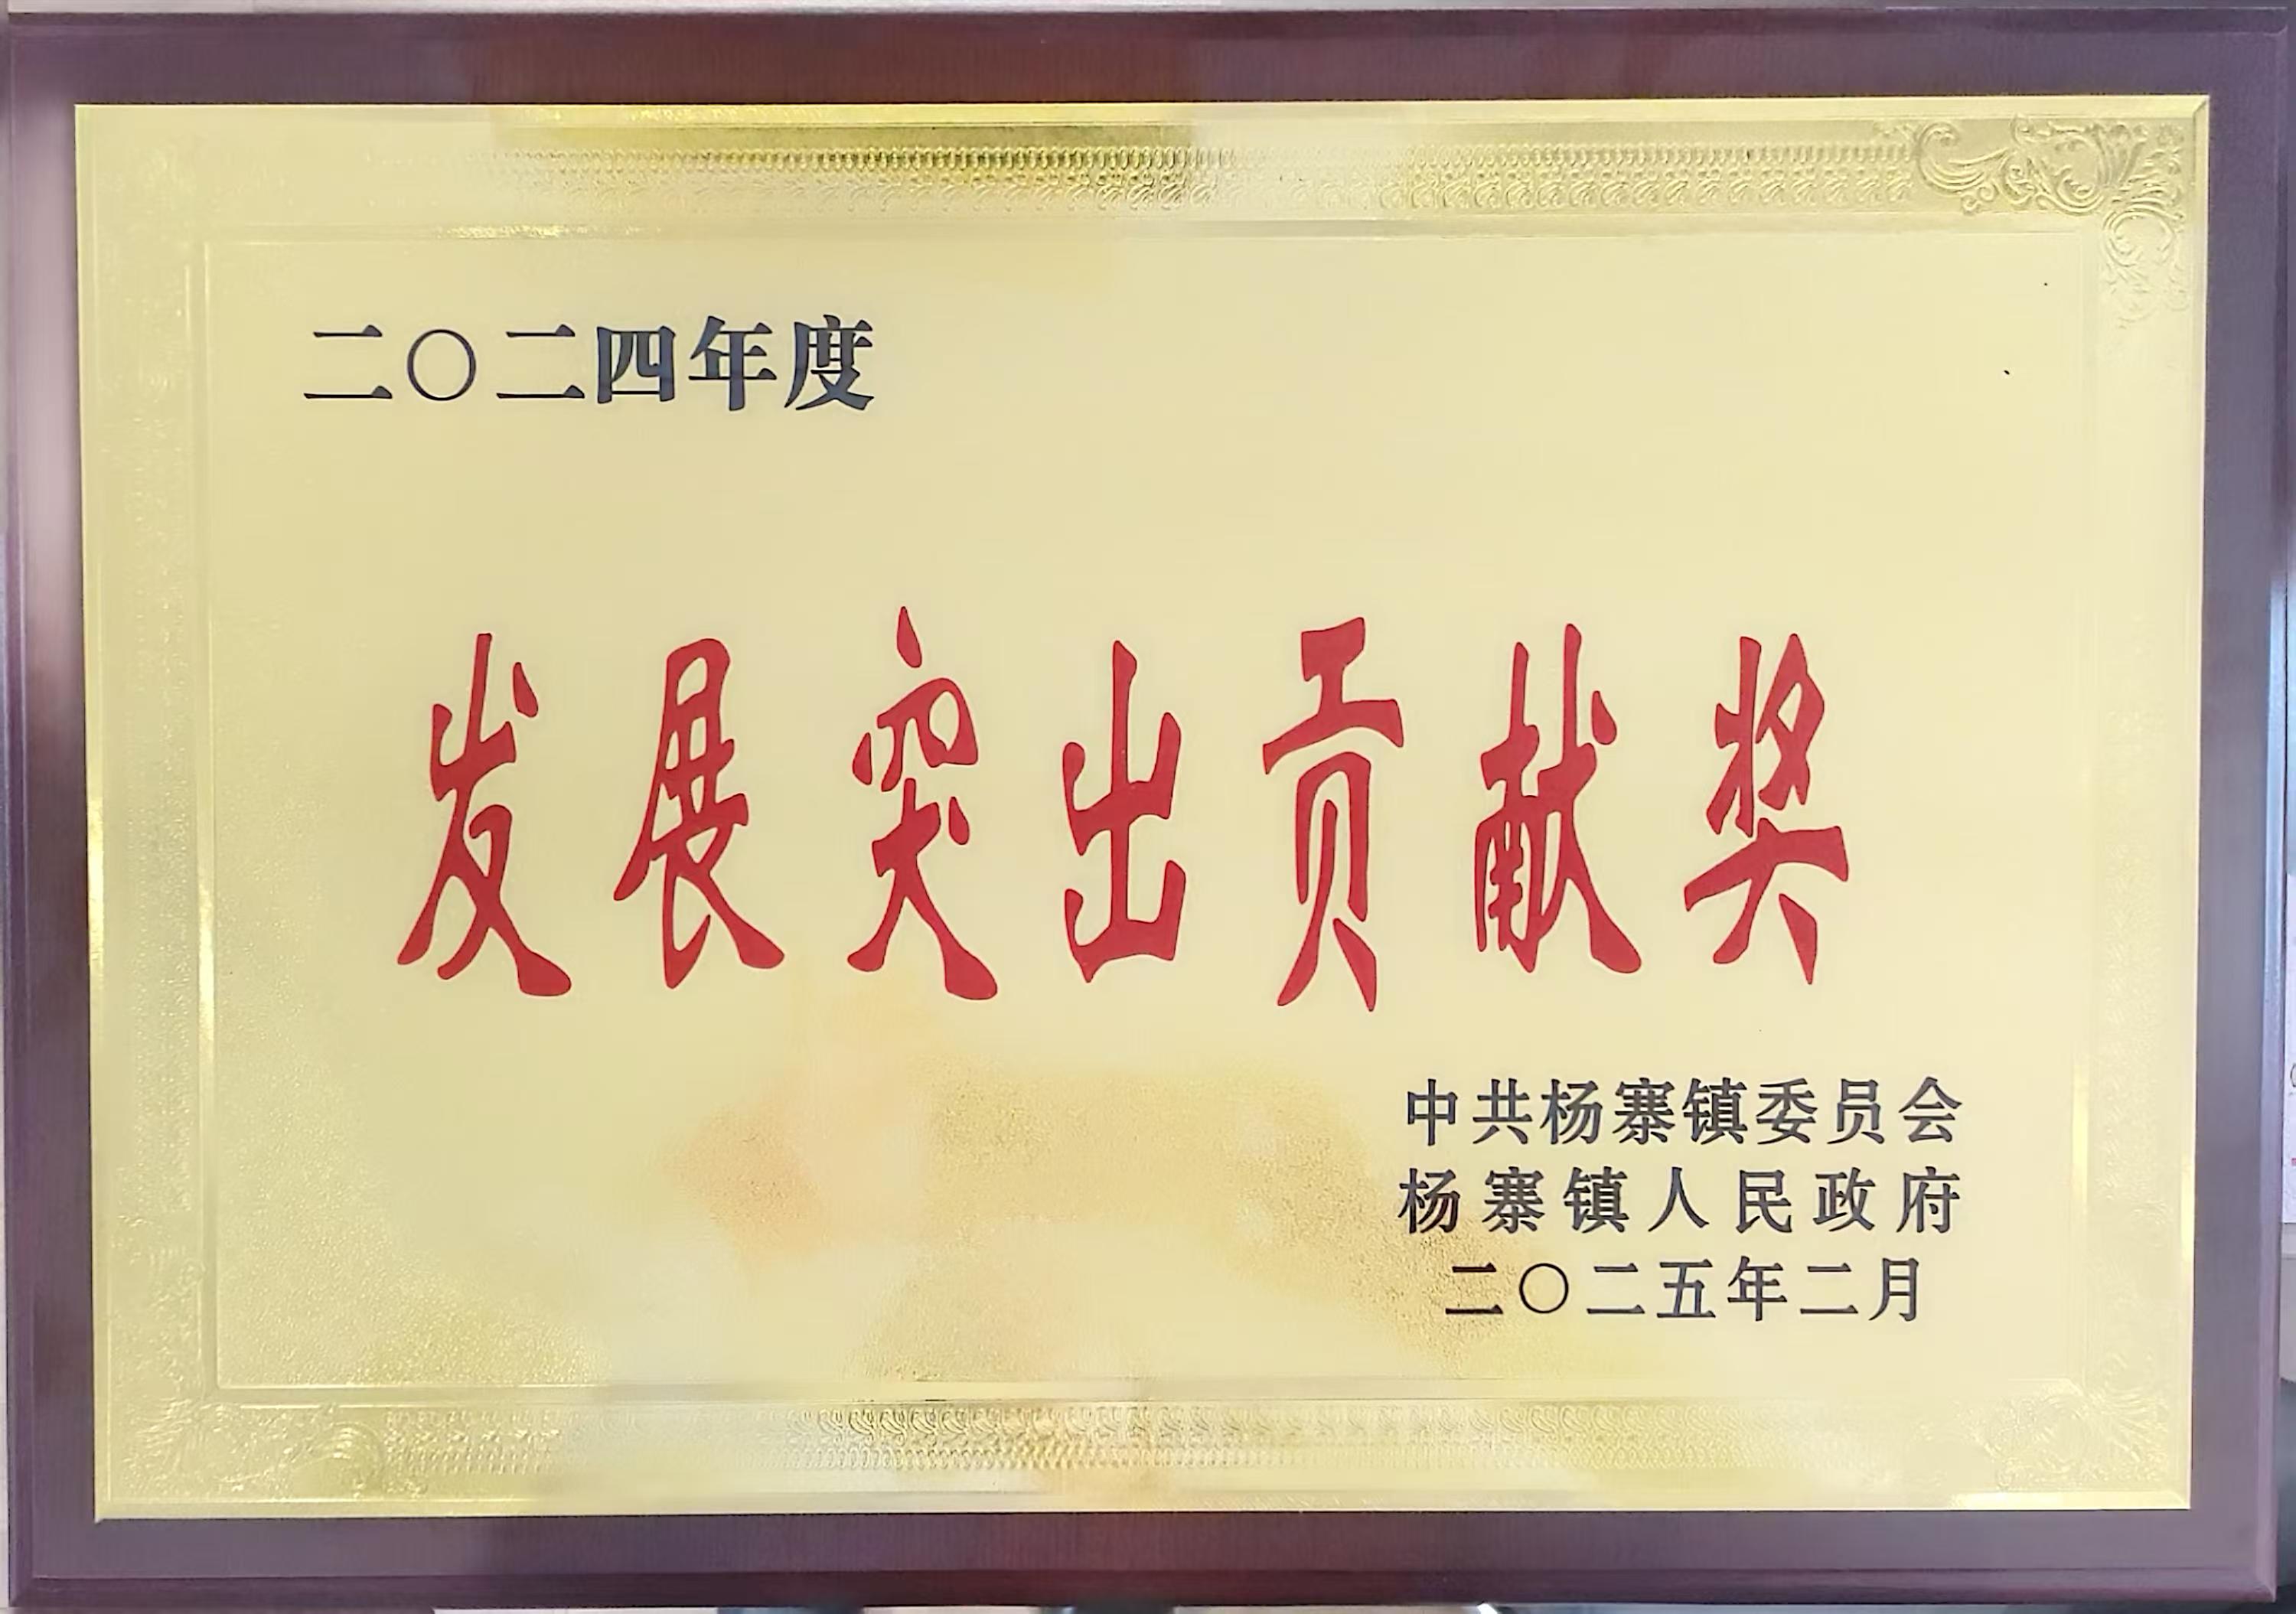 二〇二四年度
发展突出贡献奖
中共杨寨镇委员会
杨寨镇人民政府
二〇二五年二月